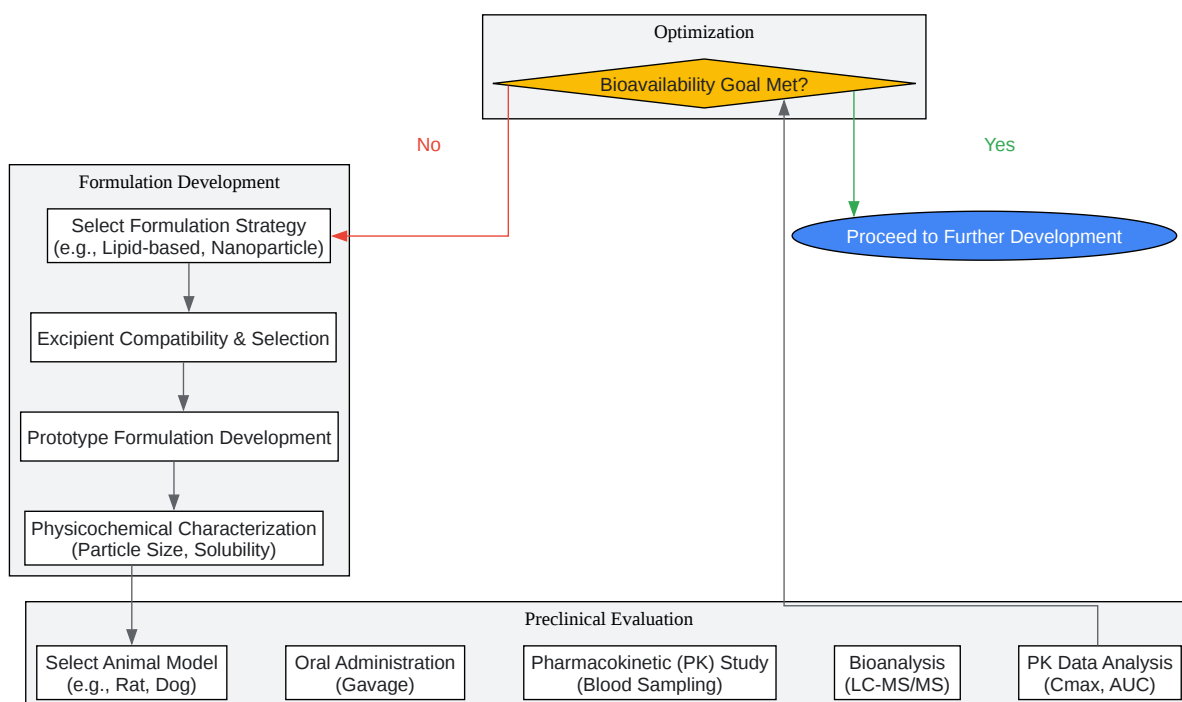 Optimization
Bioavailability Goal Met?
No
Yes
Formulation Development
Select Formulation Strategy
(e.g., Lipid-based, Nanoparticle)
Proceed to Further Development
Excipient Compatibility & Selection
Prototype Formulation Development
Physicochemical Characterization
(Particle Size, Solubility)
Preclinical Evaluation
Select Animal Model
(e.g., Rat, Dog)
Oral Administration
(Gavage)
Pharmacokinetic (PK) Study
(Blood Sampling)
Bioanalysis
(LC-MS/MS)
PK Data Analysis
(Cmax, AUC)